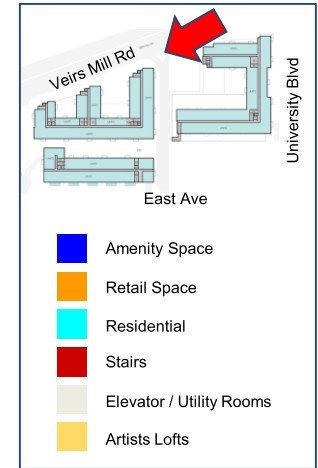 Veirs Mill Rd
University Blvd
East Ave
Amenity Space
Retail Space
Residential
Stairs
Elevator / Utility Rooms
Artists Lofts